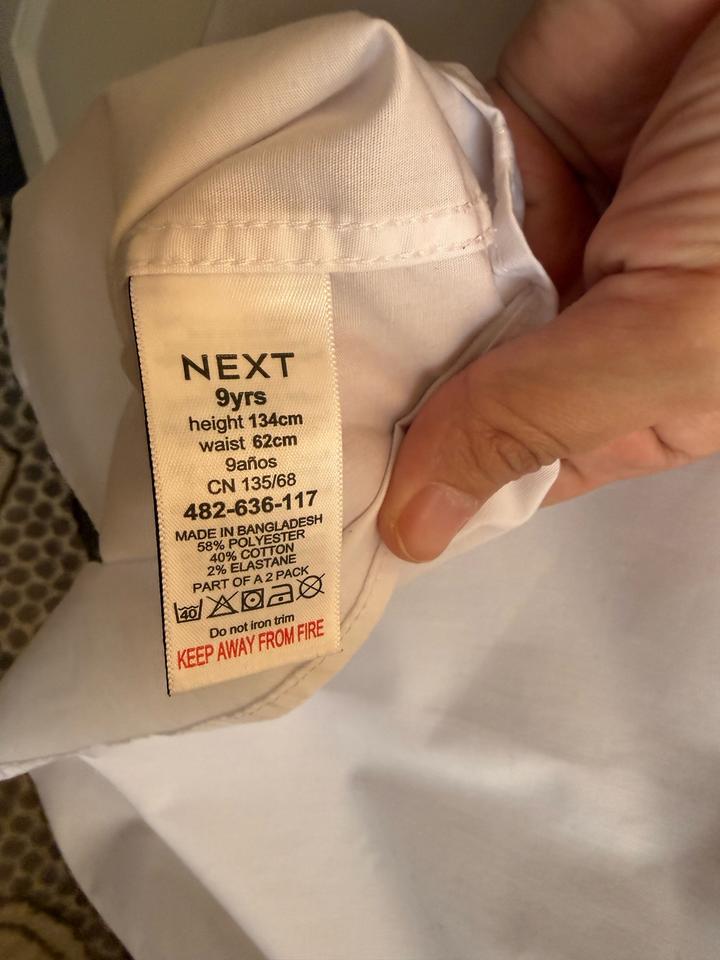 NEXT
9yrs
height 134cm
waist 62cm
9años
CN 135/68
482-636-117
MADE IN BANGLADESH
58% POLYESTER
40% COTTON
2% ELASTANE
PART OF A 2 PACK
40
Do not iron trim
KEEP AWAY FROM FIRE